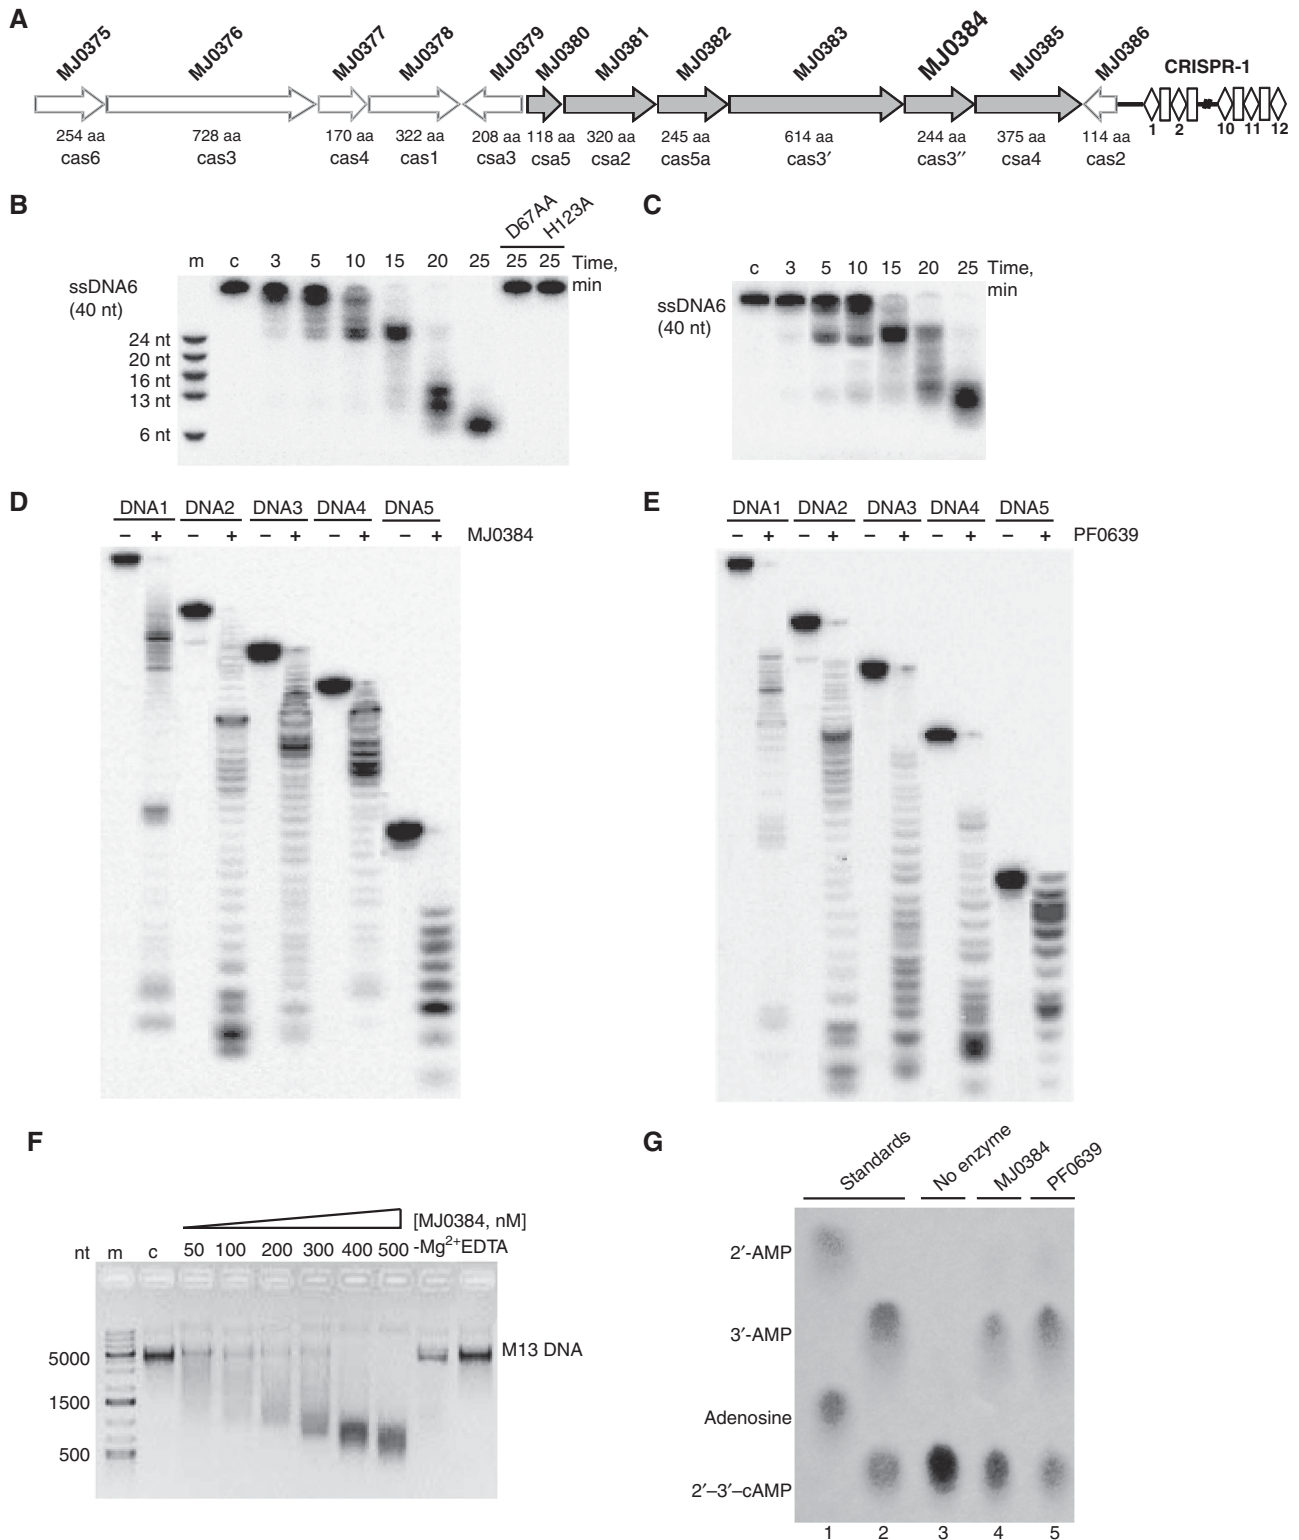 A
MJ0375 MJ0376 MJ0377 MJ0378 MJ0379 MJ0380 MJ0381 MJ0382 MJ0383 MJ0384 MJ0385 MJ0386
CRISPR-1
254 aa 728 aa 170 aa 322 aa 208 aa 118 aa 320 aa 245 aa 614 aa 244 aa 375 aa 114 aa 1 2 10 11 12
cas6 cas3 cas4 cas1 csa3 csa5 csa2 cas5a cas3′ cas3′′ csa4 cas2
B
D67AA H123A
m c 3 5 10 15 20 25 25 25 Time, min
ssDNA6
(40 nt)
24 nt
20 nt
16 nt
13 nt
6 nt
C
c 3 5 10 15 20 25 Time, min
ssDNA6
(40 nt)
D
DNA1 DNA2 DNA3 DNA4 DNA5
– + – + – + – + – + MJ0384
E
DNA1 DNA2 DNA3 DNA4 DNA5
– + – + – + – + – + PF0639
F
[MJ0384, nM]
nt m c 50 100 200 300 400 500 -Mg²⁺EDTA
M13 DNA
5000
1500
500
G
Standards No enzyme MJ0384 PF0639
2′-AMP
3′-AMP
Adenosine
2′–3′–cAMP
1 2 3 4 5